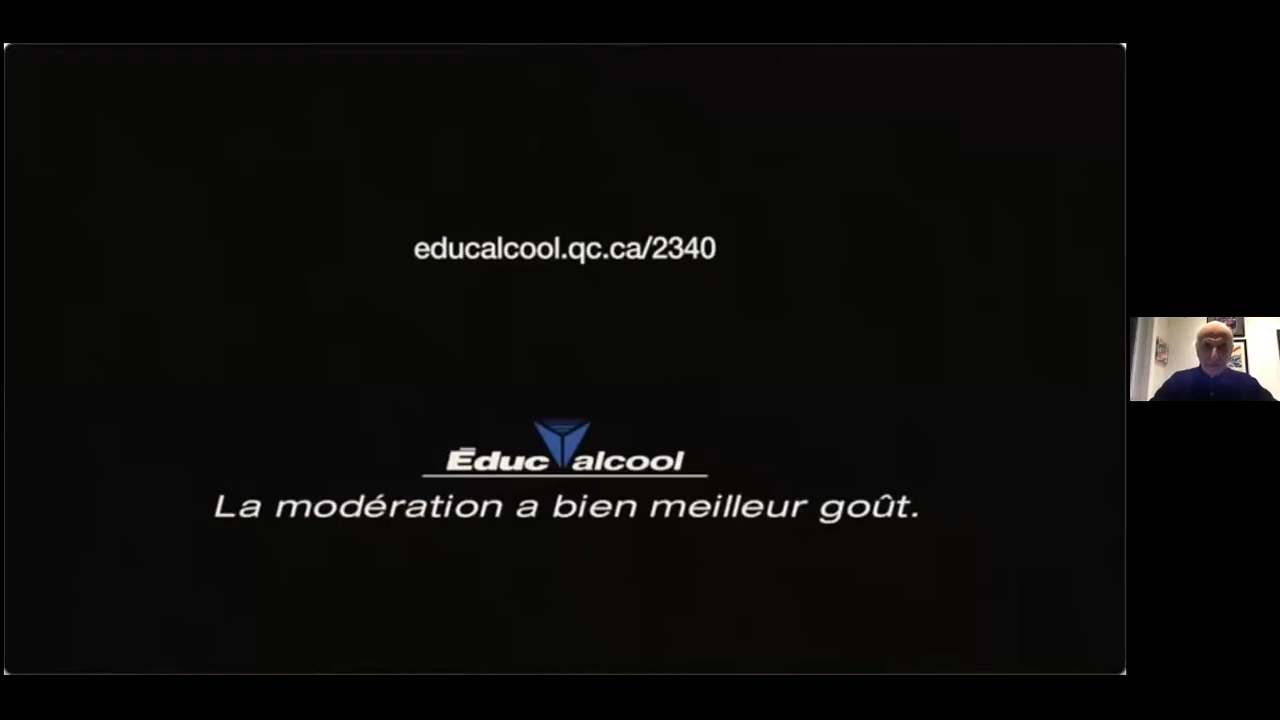 educalcool.qc.ca/2340
Éduc alcool
La modération a bien meilleur goût.